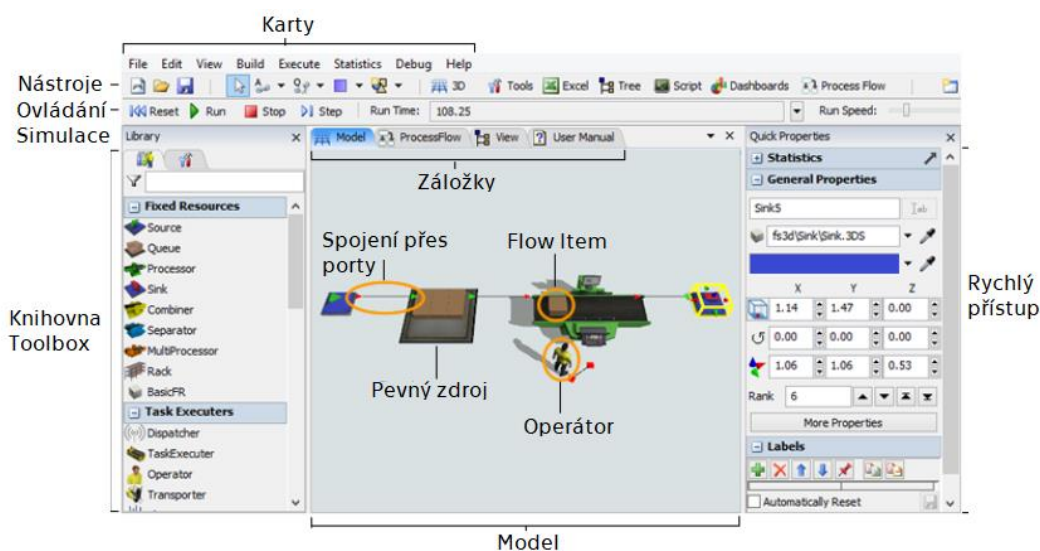 Karty
File Edit View Build Execute Statistics Debug Help
Nástroje
3D Tools Excel Tree Script Dashboards Process Flow
Ovládání
Simulace
Reset Run Stop Step Run Time: 108.25 Run Speed:
Library
Model ProcessFlow View User Manual
Quick Properties
Záložky
Statistics
General Properties
Fixed Resources
Source
Queue
Processor
Sink
Combiner
Separator
MultiProcessor
Rack
BasicFR
Task Executers
Dispatcher
TaskExecuter
Operator
Transporter
Knihovna
Toolbox
Spojení přes
porty
Flow Item
Pevný zdroj
Operátor
Sink5
fs3d\Sink\Sink.3DS
X Y Z
1.14 1.47 0.00
0.00 0.00 0.00
1.06 1.06 0.53
Rank 6
More Properties
Labels
Automatically Reset
Rychlý
přístup
Model